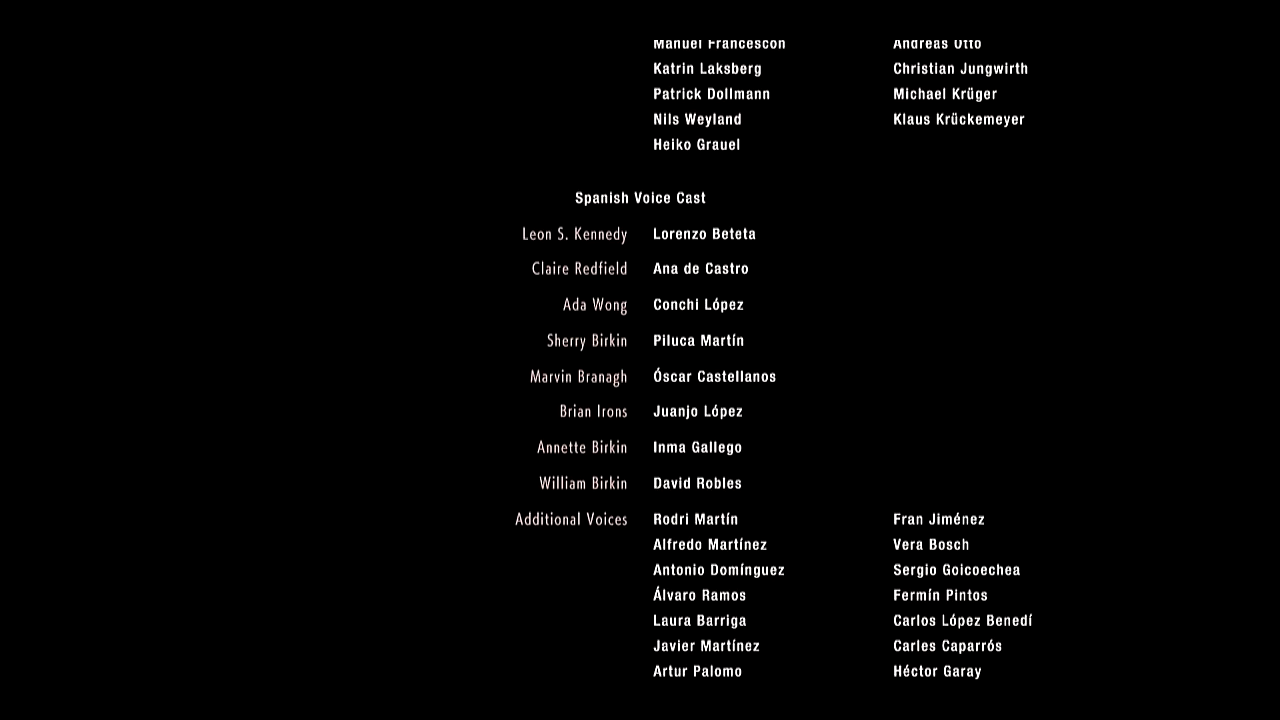 Manuel Francescon Andreas Otto
Katrin Laksberg Christian Jungwirth
Patrick Dollmann Michael Krüger
Nils Weyland Klaus Krückemeyer
Heiko Grauel
Spanish Voice Cast
Leon S. Kennedy Lorenzo Beteta
Claire Redfield Ana de Castro
Ada Wong Conchi López
Sherry Birkin Piluca Martín
Marvin Branagh Óscar Castellanos
Brian Irons Juanjo López
Annette Birkin Inma Gallego
William Birkin David Robles
Additional Voices Rodri Martín Fran Jiménez
Alfredo Martínez Vera Bosch
Antonio Domínguez Sergio Goicoechea
Álvaro Ramos Fermín Pintos
Laura Barriga Carlos López Benedí
Javier Martínez Carles Caparrós
Artur Palomo Héctor Garay